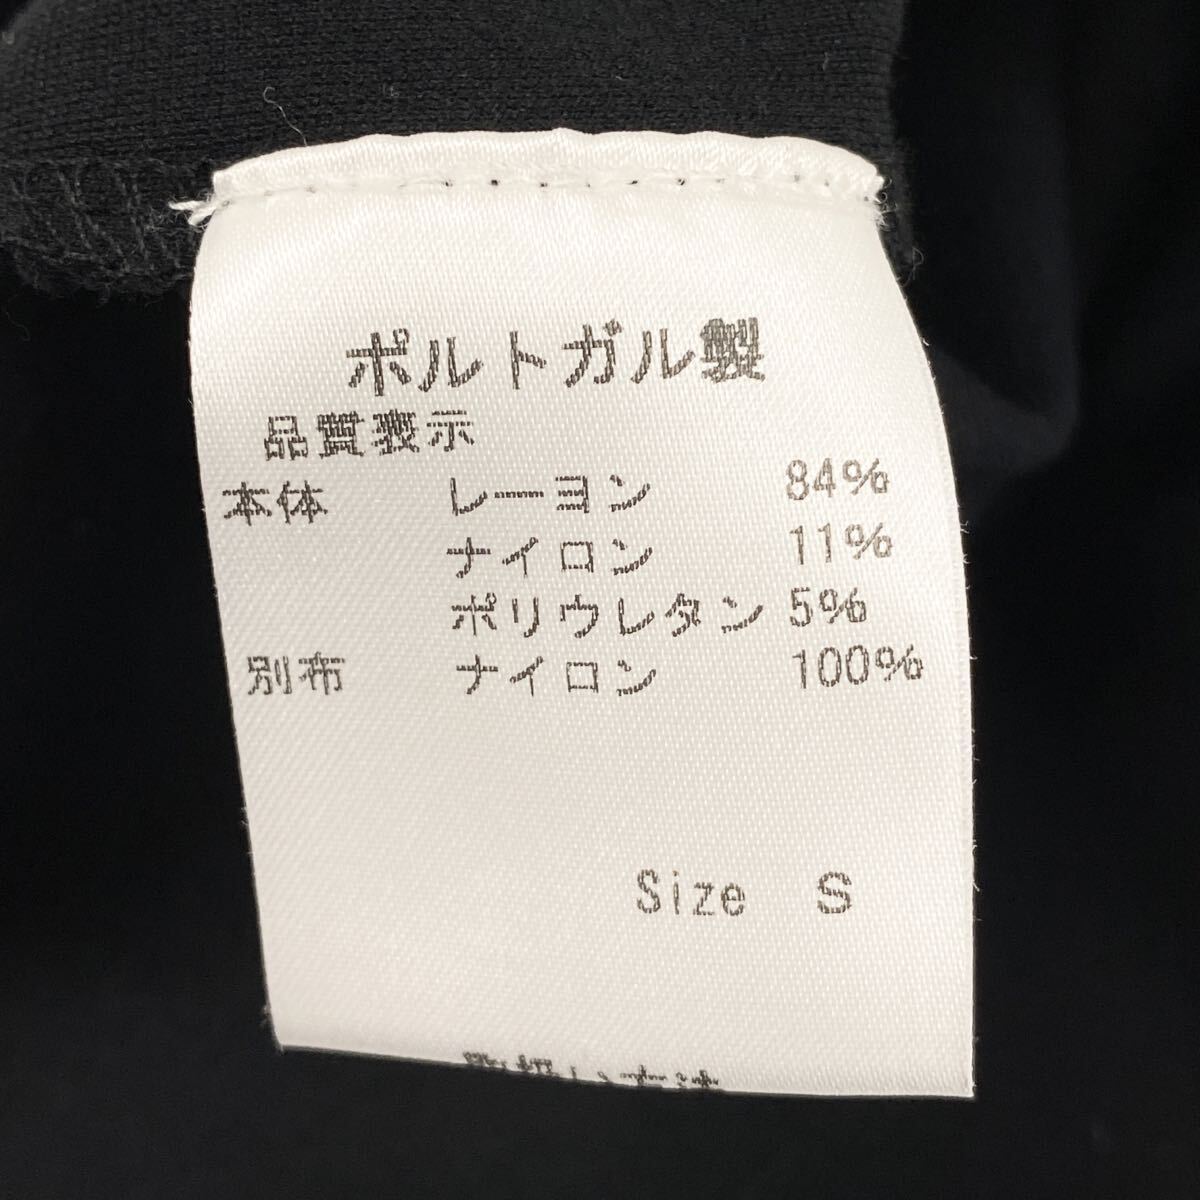 ポルトガル製
品質表示
本体 レーヨン 84%
ナイロン 11%
ポリウレタン 5%
別布 ナイロン 100%
Size S